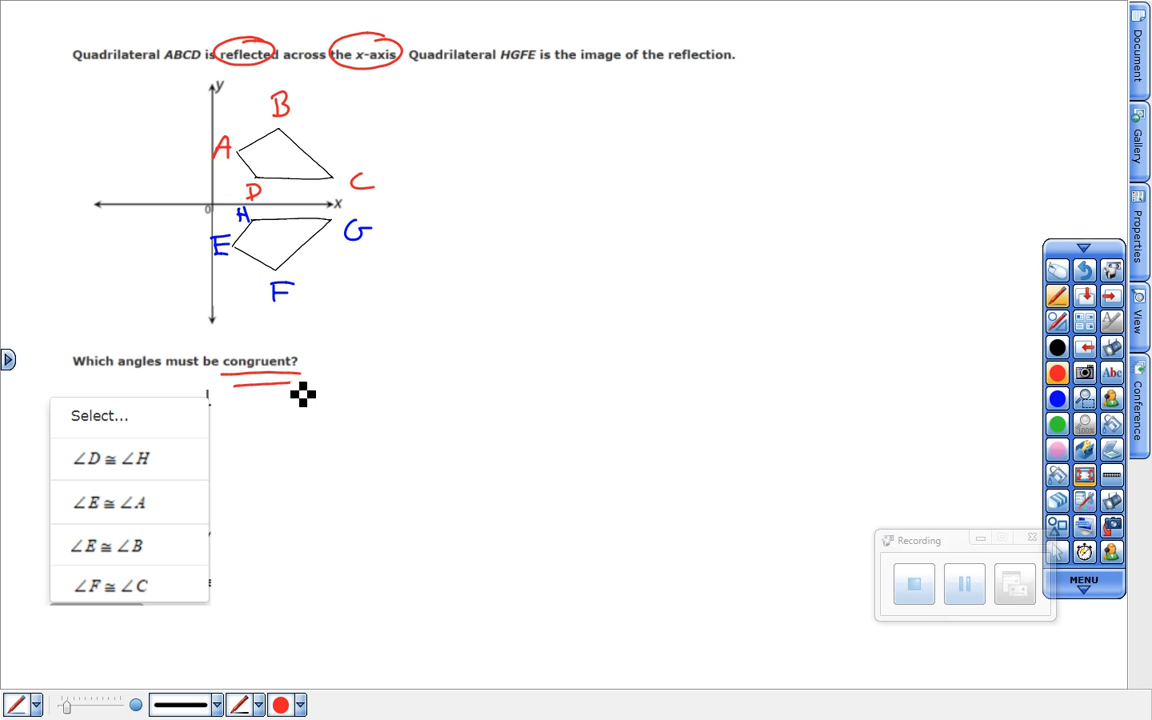 Quadrilateral ABCD is reflected across the x-axis. Quadrilateral HGFE is the image of the reflection.
y
B
A
C
D
x
0
H
G
E
F
Which angles must be congruent?
Select...
∠D ≅ ∠H
∠E ≅ ∠A
∠E ≅ ∠B
∠F ≅ ∠C
Document
Gallery
Properties
View
Conference
Abc
MENU
Recording